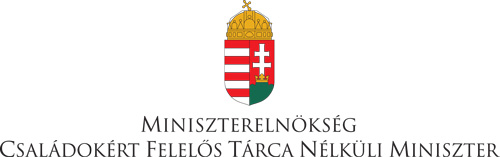 Miniszterelnökség
Családokért Felelős Tárca Nélküli Miniszter